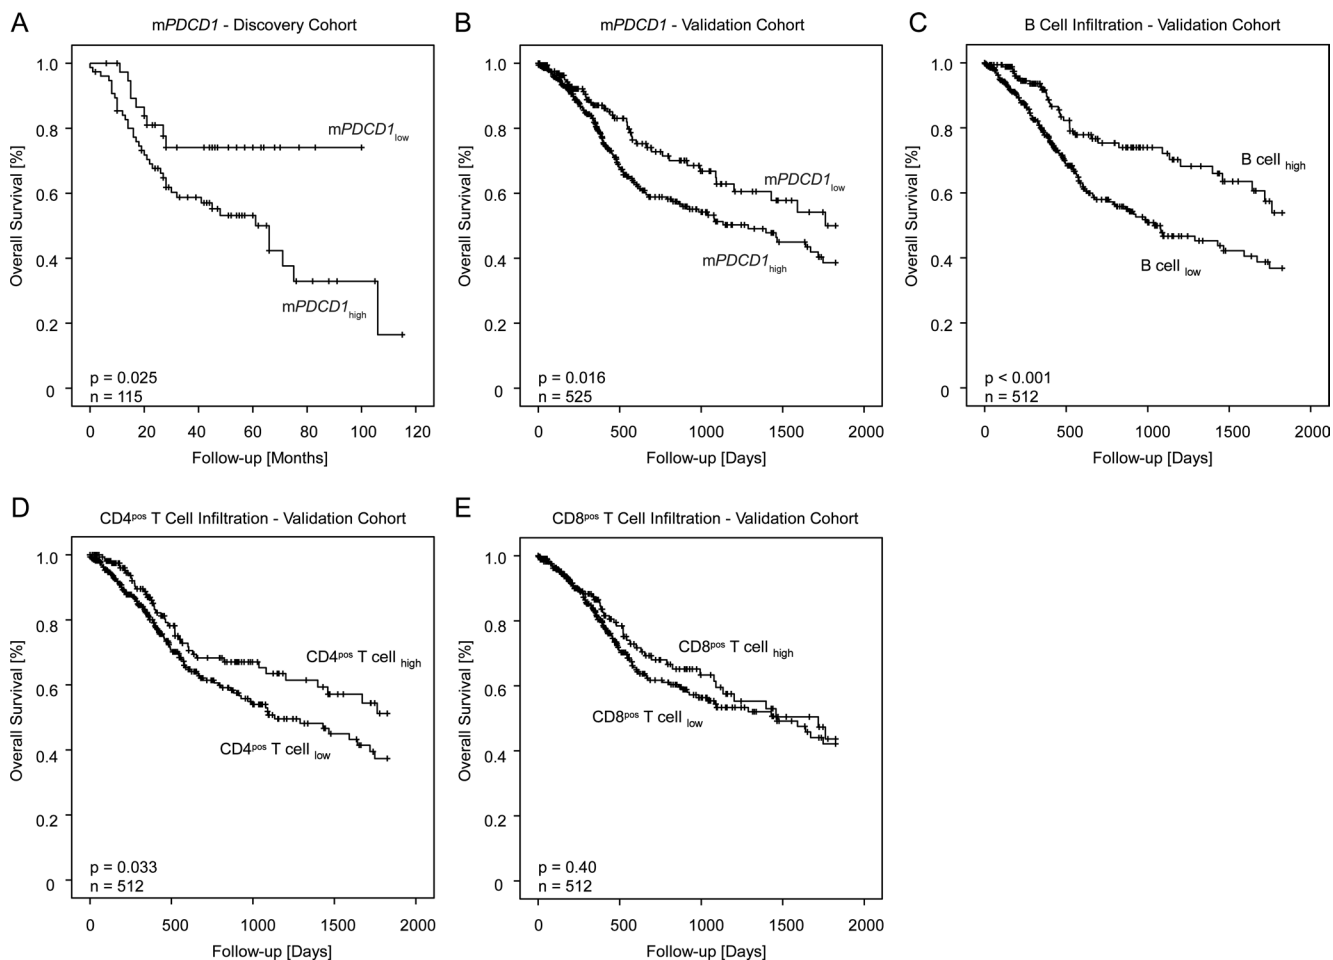 A
mPDCD1 - Discovery Cohort
Overall Survival [%]
1.0
0.8
0.6
0.4
0.2
0
mPDCD1low
mPDCD1high
p = 0.025
n = 115
0 20 40 60 80 100 120
Follow-up [Months]
B
mPDCD1 - Validation Cohort
Overall Survival [%]
1.0
0.8
0.6
0.4
0.2
0
mPDCD1low
mPDCD1high
p = 0.016
n = 525
0 500 1000 1500 2000
Follow-up [Days]
C
B Cell Infiltration - Validation Cohort
Overall Survival [%]
1.0
0.8
0.6
0.4
0.2
0
B cell high
B cell low
p < 0.001
n = 512
0 500 1000 1500 2000
Follow-up [Days]
D
CD4pos T Cell Infiltration - Validation Cohort
Overall Survival [%]
1.0
0.8
0.6
0.4
0.2
0
CD4pos T cell high
CD4pos T cell low
p = 0.033
n = 512
0 500 1000 1500 2000
Follow-up [Days]
E
CD8pos T Cell Infiltration - Validation Cohort
Overall Survival [%]
1.0
0.8
0.6
0.4
0.2
0
CD8pos T cell high
CD8pos T cell low
p = 0.40
n = 512
0 500 1000 1500 2000
Follow-up [Days]